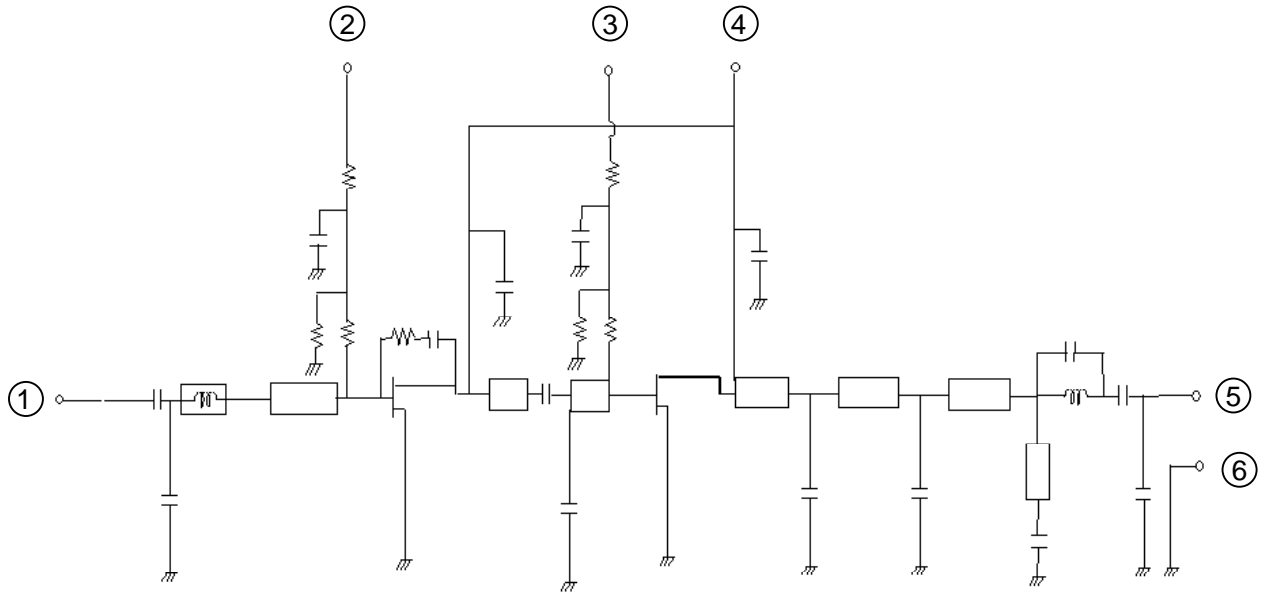 ② ③ ④
①
⑤
⑥